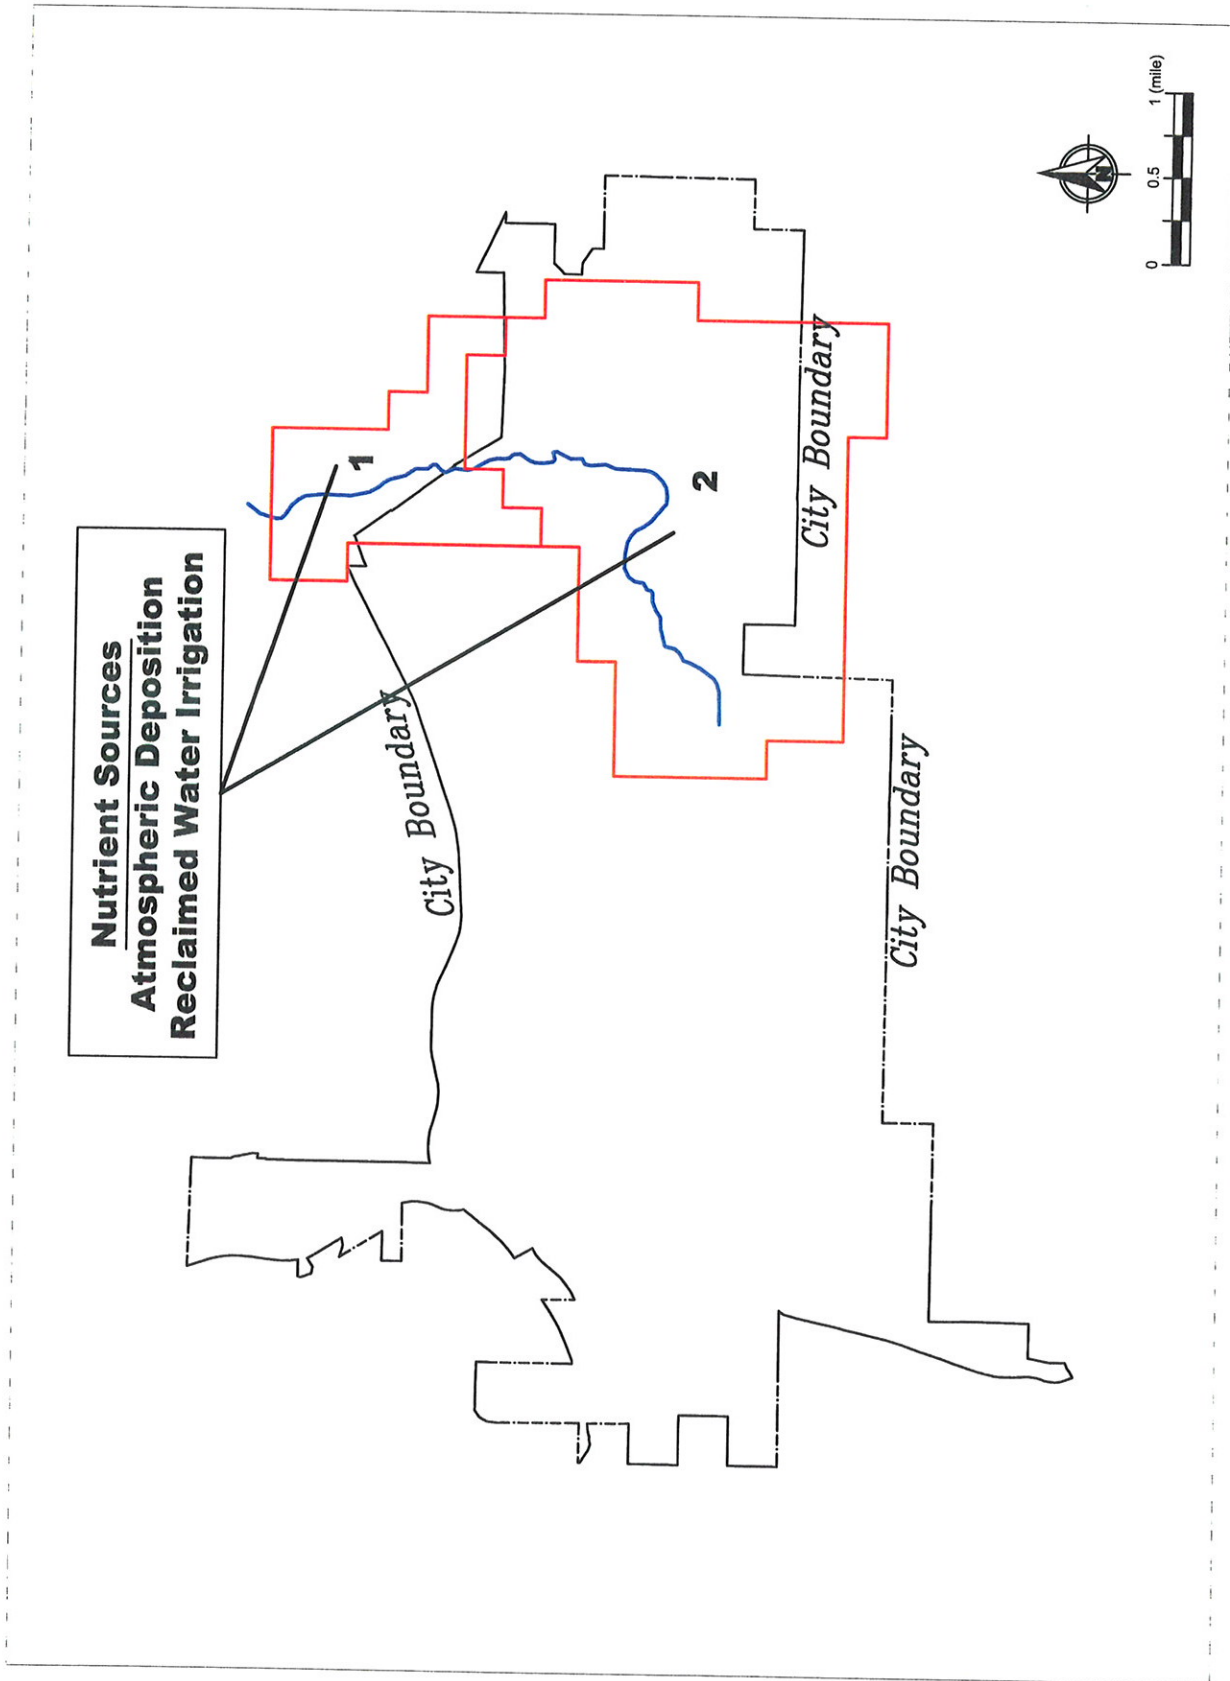 Nutrient Sources
Atmospheric Deposition
Reclaimed Water Irrigation
1
2
City Boundary
City Boundary
City Boundary
N
0
0.5
1 (mile)